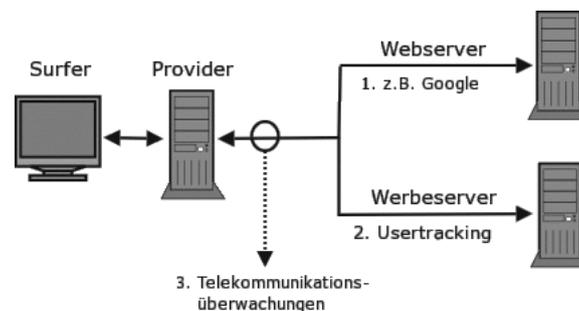 Surfer
Provider
Webserver
1. z.B. Google
Werbeserver
2. Usertracking
3. Telekommunikations-
überwachungen